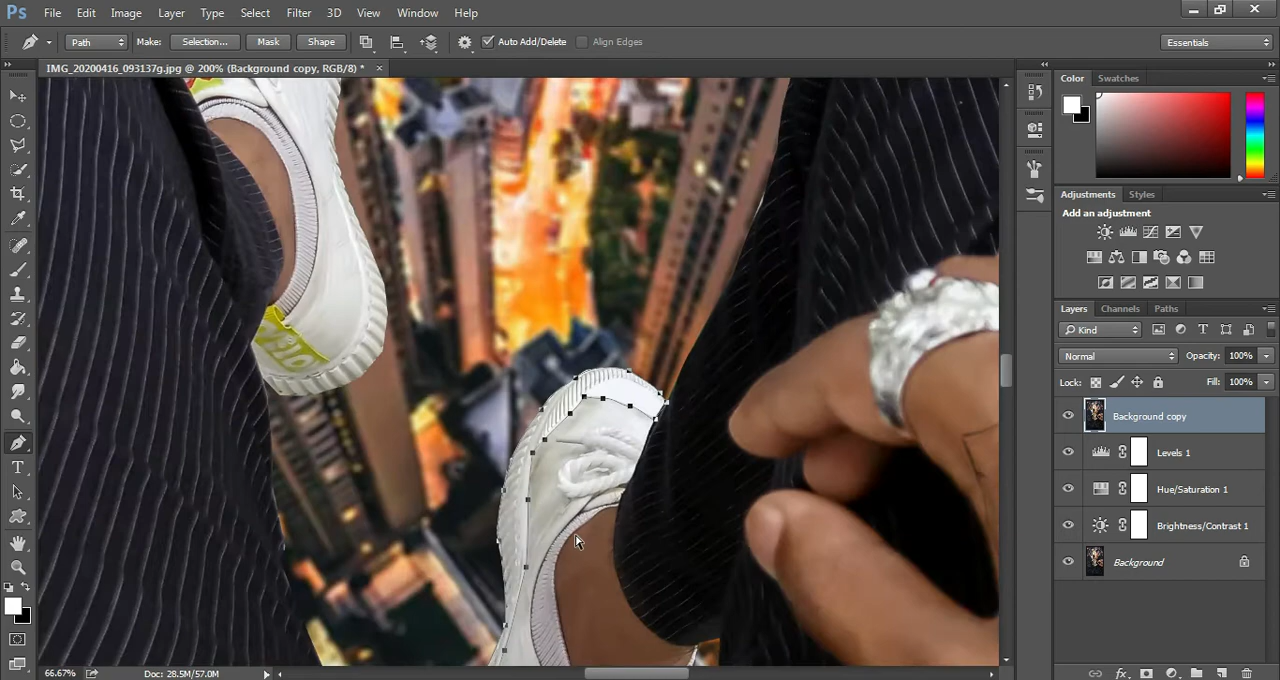 Ps File Edit Image Layer Type Select Filter 3D View Window Help
Path Make: Selection... Mask Shape Auto Add/Delete Align Edges Essentials
IMG_20200416_093137g.jpg @ 200% (Background copy, RGB/8) *
Color Swatches
Adjustments Styles
Add an adjustment
Layers Channels Paths
Kind
Normal Opacity: 100%
Lock: Fill: 100%
Background copy
Levels 1
Hue/Saturation 1
Brightness/Contrast 1
Background
66.67% Doc: 28.5M/57.0M